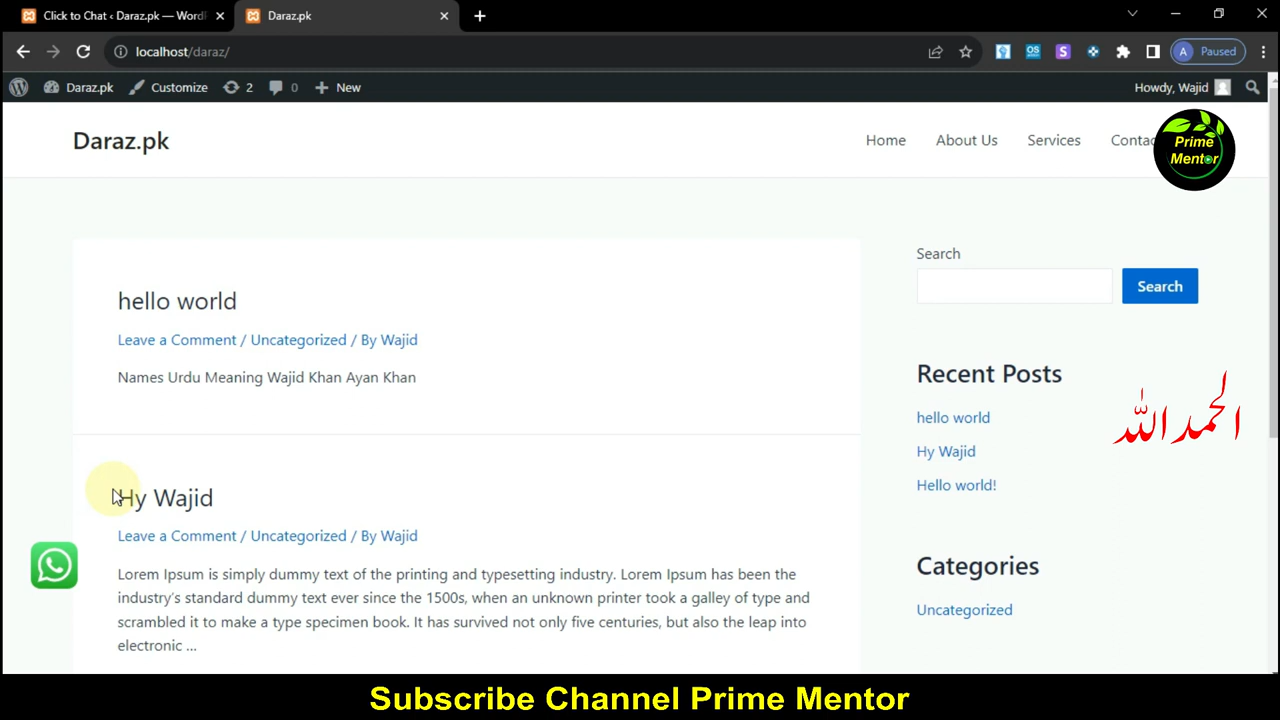 Click to Chat ‹ Daraz.pk — Word
Daraz.pk
localhost/daraz/
OS
S
A
Paused
Daraz.pk
Customize
2
0
New
Howdy, Wajid
Daraz.pk
Home
About Us
Services
Contac
Prime
Mentor
hello world
Leave a Comment / Uncategorized / By Wajid
Names Urdu Meaning Wajid Khan Ayan Khan
Hy Wajid
Leave a Comment / Uncategorized / By Wajid
Lorem Ipsum is simply dummy text of the printing and typesetting industry. Lorem Ipsum has been the
industry’s standard dummy text ever since the 1500s, when an unknown printer took a galley of type and
scrambled it to make a type specimen book. It has survived not only five centuries, but also the leap into
electronic …
Search
Search
Recent Posts
hello world
Hy Wajid
Hello world!
الحمد اللہ
Categories
Uncategorized
Subscribe Channel Prime Mentor